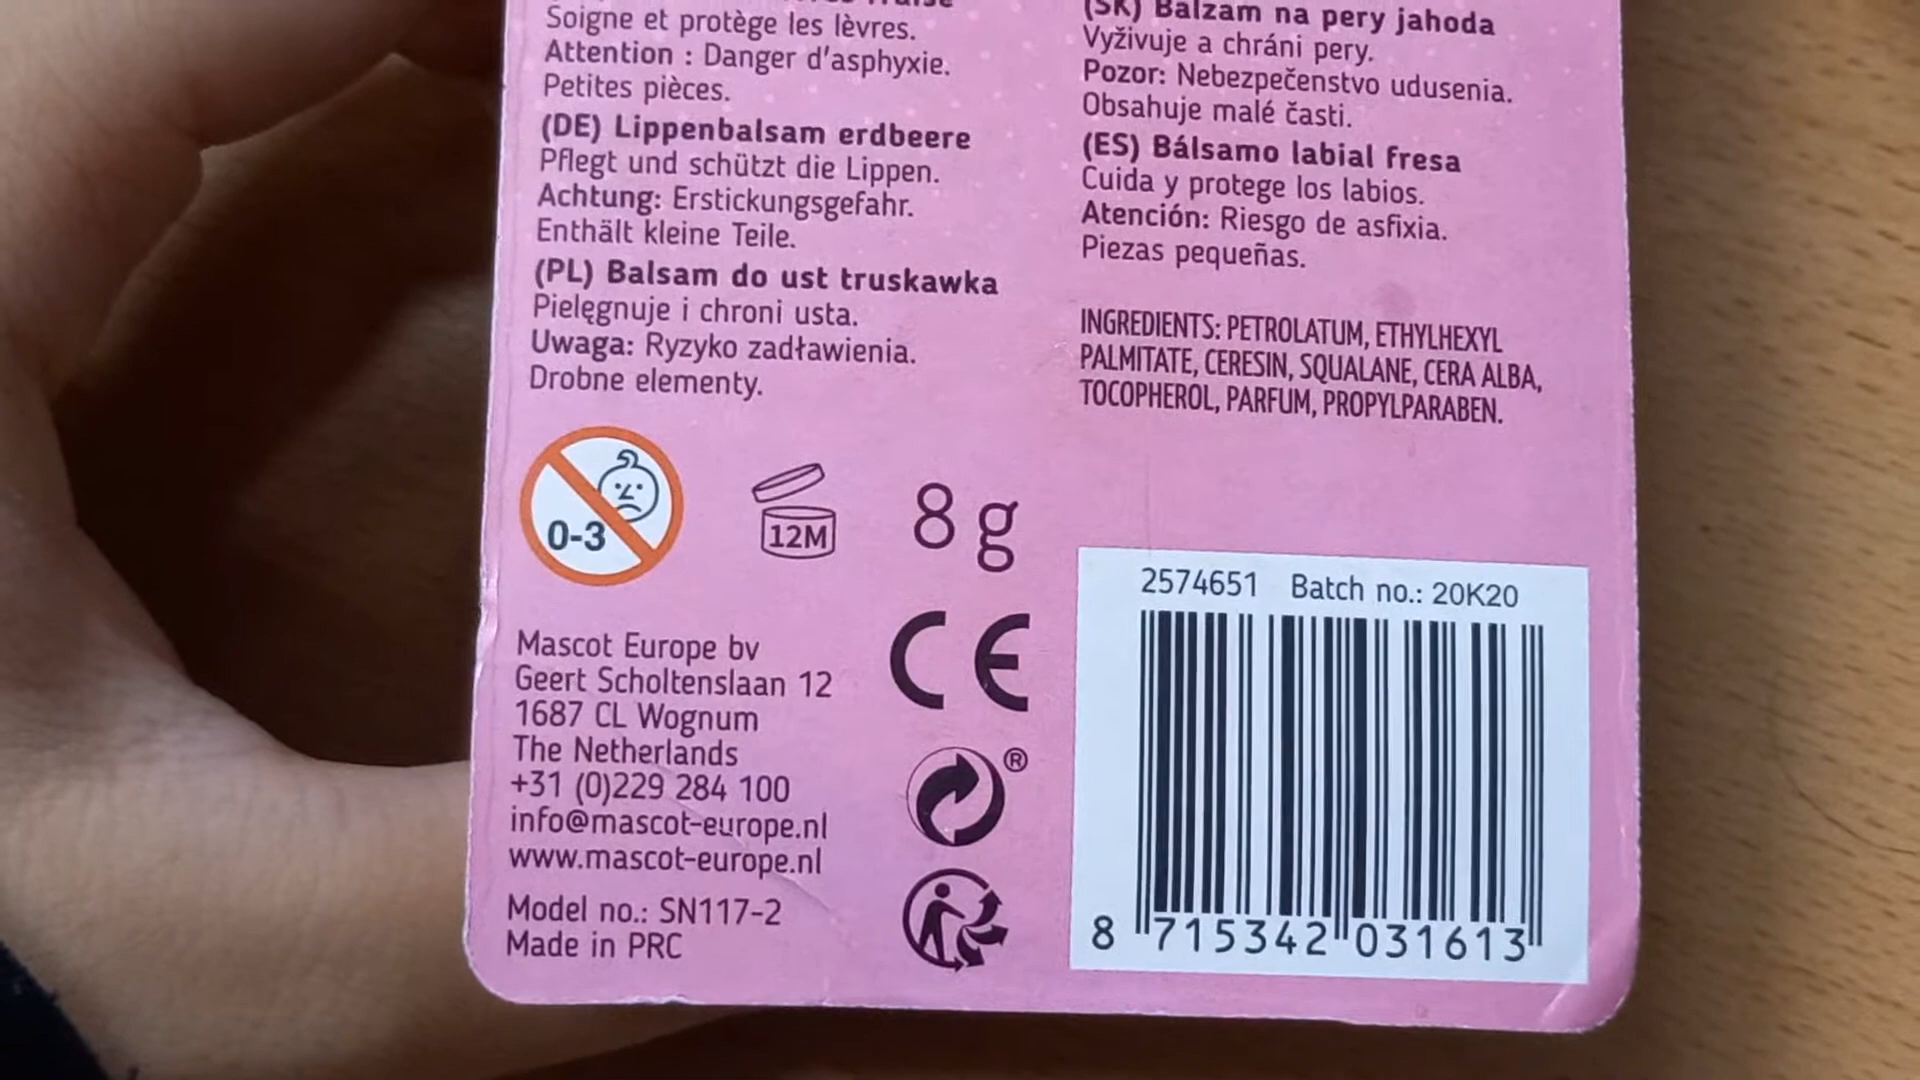 Soigne et protège les lèvres.
Attention : Danger d'asphyxie.
Petites pièces.
(DE) Lippenbalsam erdbeere
Pflegt und schützt die Lippen.
Achtung: Erstickungsgefahr.
Enthält kleine Teile.
(PL) Balsam do ust truskawka
Pielęgnuje i chroni usta.
Uwaga: Ryzyko zadławienia.
Drobne elementy.
(SK) Balzam na pery jahoda
Vyživuje a chráni pery.
Pozor: Nebezpečenstvo udusenia.
Obsahuje malé časti.
(ES) Bálsamo labial fresa
Cuida y protege los labios.
Atención: Riesgo de asfixia.
Piezas pequeñas.
INGREDIENTS: PETROLATUM, ETHYLHEXYL
PALMITATE, CERESIN, SQUALANE, CERA ALBA,
TOCOPHEROL, PARFUM, PROPYLPARABEN.
0-3
12M
8 g
CE
Mascot Europe bv
Geert Scholtenslaan 12
1687 CL Wognum
The Netherlands
+31 (0)229 284 100
info@mascot-europe.nl
www.mascot-europe.nl
Model no.: SN117-2
Made in PRC
®
2574651 Batch no.: 20K20
8 715342 031613